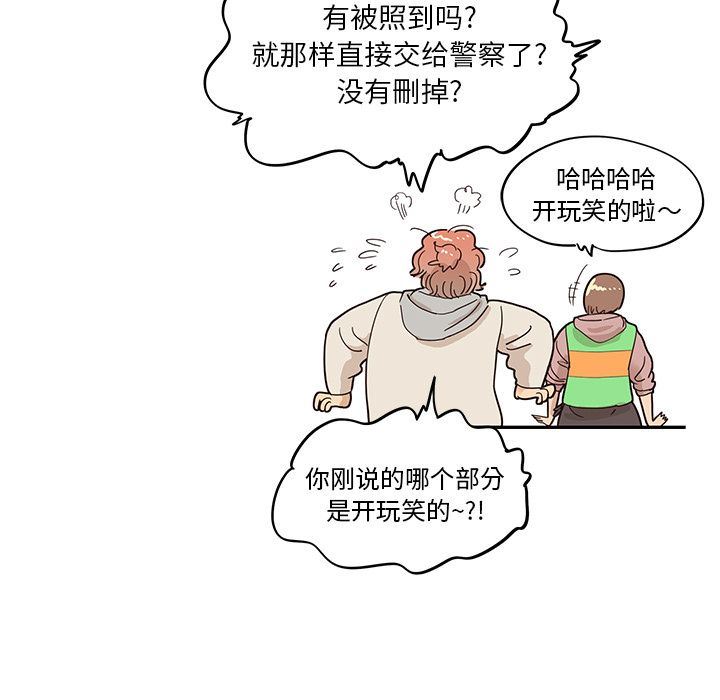 有被照到吗?
就那样直接交给警察了?
没有刪掉?
哈哈哈哈
开玩笑的啦～
你刚说的哪个部分
是开玩笑的~?!